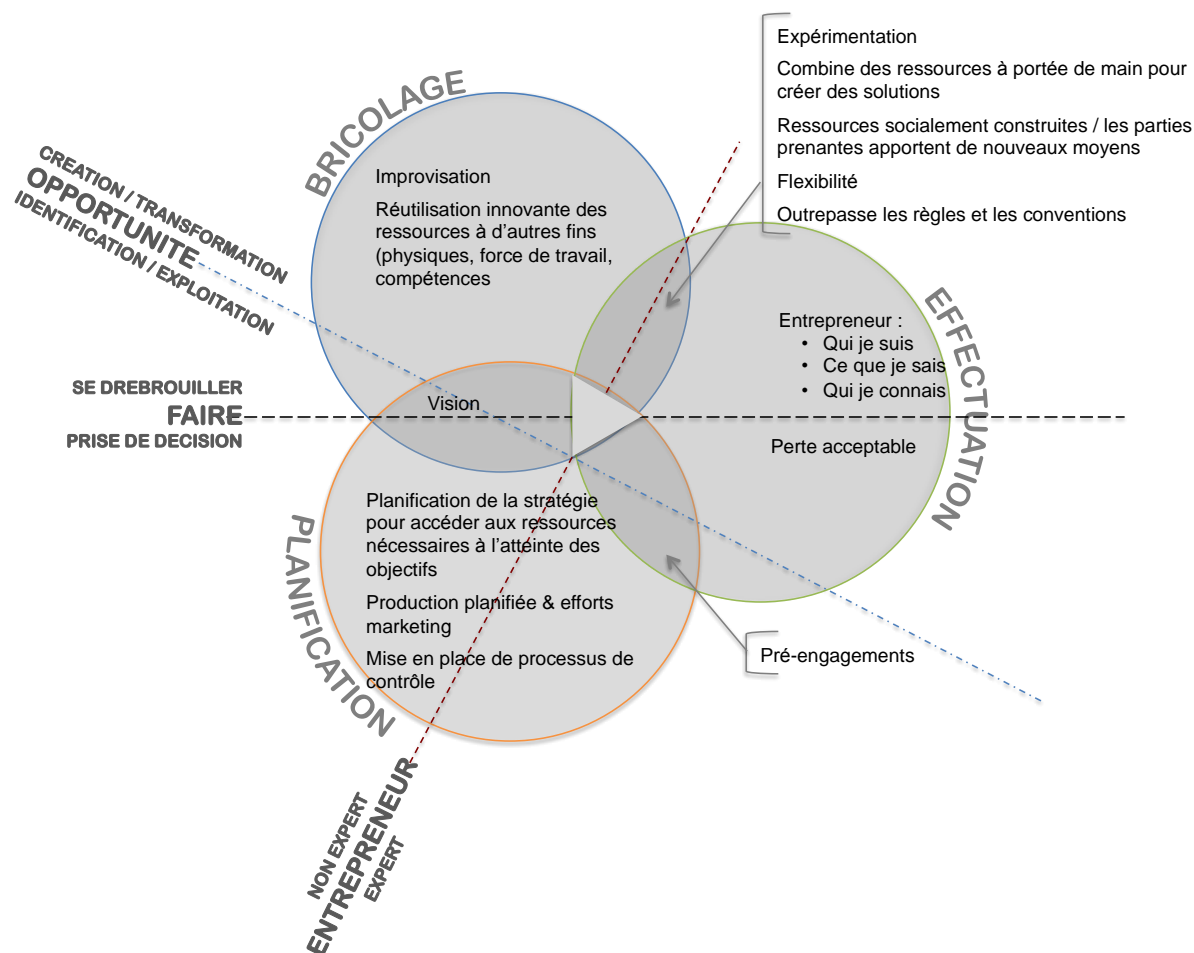 Expérimentation
Combine des ressources à portée de main pour
créer des solutions
Ressources socialement construites / les parties
prenantes apportent de nouveaux moyens
Flexibilité
Outrepasse les règles et les conventions
BRICOLAGE
Improvisation
Réutilisation innovante des
ressources à d’autres fins
(physiques, force de travail,
compétences
CREATION / TRANSFORMATION
OPPORTUNITE
IDENTIFICATION / EXPLOITATION
EFFECTUATION
Entrepreneur :
• Qui je suis
• Ce que je sais
• Qui je connais
Perte acceptable
SE DREBROUILLER
FAIRE
PRISE DE DECISION
Vision
PLANIFICATION
Planification de la stratégie
pour accéder aux ressources
nécessaires à l’atteinte des
objectifs
Production planifiée & efforts
marketing
Mise en place de processus de
contrôle
Pré-engagements
NON EXPERT
ENTREPRENEUR
EXPERT